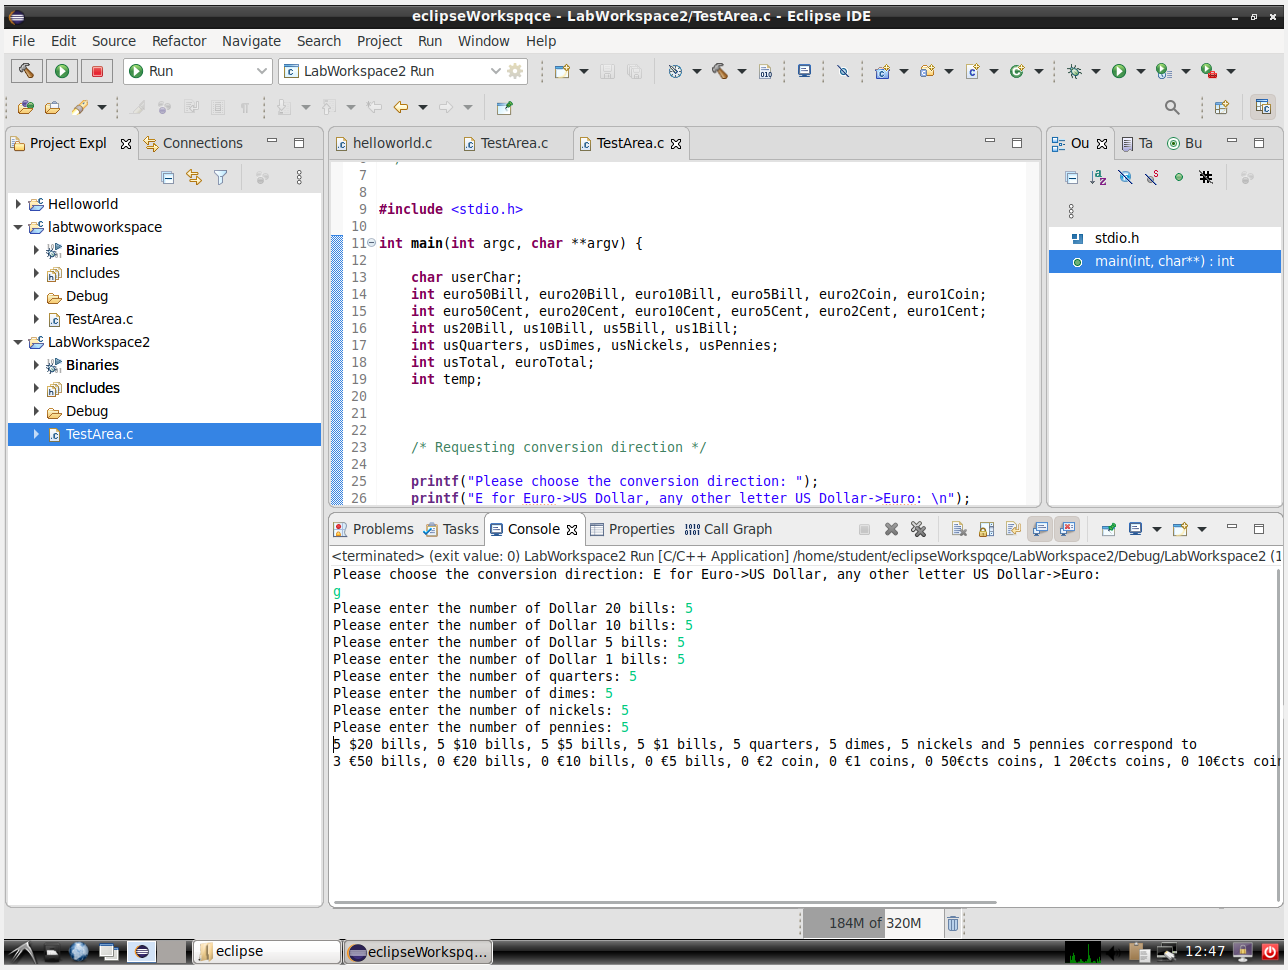 eclipseWorkspqce - LabWorkspace2/TestArea.c - Eclipse IDE
File Edit Source Refactor Navigate Search Project Run Window Help
Run
LabWorkspace2 Run
Project Expl
Connections
helloworld.c
TestArea.c
TestArea.c
Ou
Ta
Bu
Helloworld
labtwoworkspace
Binaries
Includes
Debug
TestArea.c
LabWorkspace2
Binaries
Includes
Debug
TestArea.c
7
8
9 #include <stdio.h>
10
11 int main(int argc, char **argv) {
12
13 char userChar;
14 int euro50Bill, euro20Bill, euro10Bill, euro5Bill, euro2Coin, euro1Coin;
15 int euro50Cent, euro20Cent, euro10Cent, euro5Cent, euro2Cent, euro1Cent;
16 int us20Bill, us10Bill, us5Bill, us1Bill;
17 int usQuarters, usDimes, usNickels, usPennies;
18 int usTotal, euroTotal;
19 int temp;
20
21
22
23 /* Requesting conversion direction */
24
25 printf("Please choose the conversion direction: ");
26 printf("E for Euro->US Dollar, any other letter US Dollar->Euro: \n");
stdio.h
main(int, char**) : int
Problems
Tasks
Console
Properties
Call Graph
<terminated> (exit value: 0) LabWorkspace2 Run [C/C++ Application] /home/student/eclipseWorkspqce/LabWorkspace2/Debug/LabWorkspace2 (1
Please choose the conversion direction: E for Euro->US Dollar, any other letter US Dollar->Euro:
g
Please enter the number of Dollar 20 bills: 5
Please enter the number of Dollar 10 bills: 5
Please enter the number of Dollar 5 bills: 5
Please enter the number of Dollar 1 bills: 5
Please enter the number of quarters: 5
Please enter the number of dimes: 5
Please enter the number of nickels: 5
Please enter the number of pennies: 5
5 $20 bills, 5 $10 bills, 5 $5 bills, 5 $1 bills, 5 quarters, 5 dimes, 5 nickels and 5 pennies correspond to
3 €50 bills, 0 €20 bills, 0 €10 bills, 0 €5 bills, 0 €2 coin, 0 €1 coins, 0 50€cts coins, 1 20€cts coins, 0 10€cts coi
184M of 320M
eclipse
eclipseWorkspq...
12:47